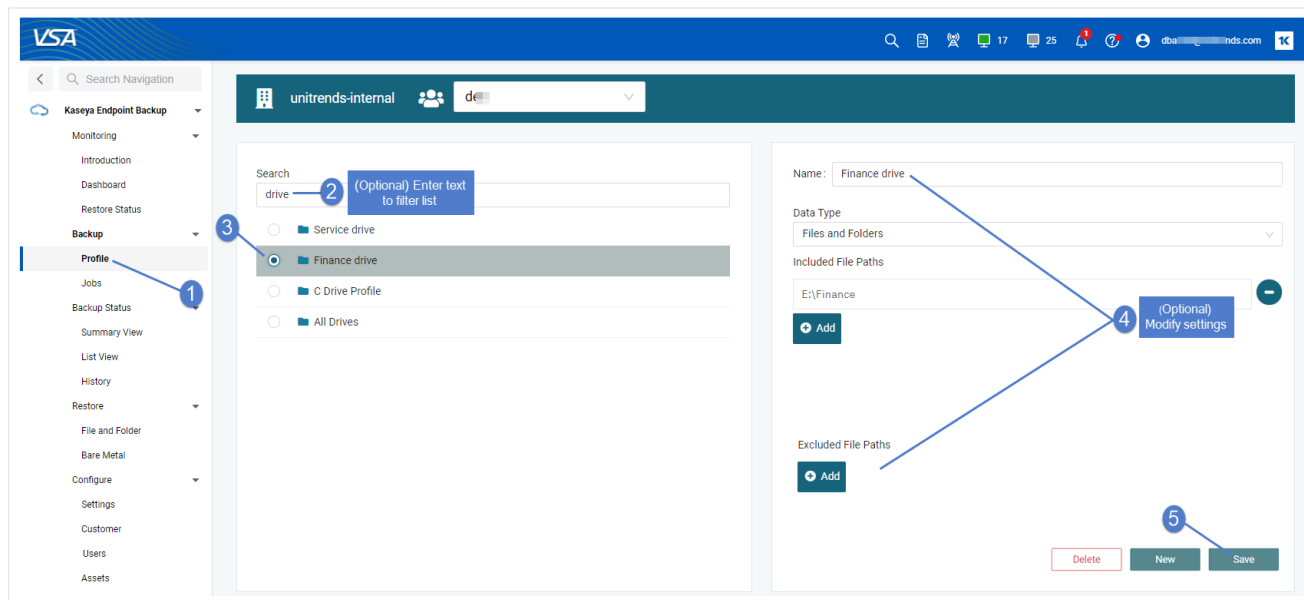 VSA
17
25
1
dba
nds.com
Search Navigation
Kaseya Endpoint Backup
Monitoring
Introduction
Dashboard
Restore Status
Backup
Profile
1
Jobs
Backup Status
Summary View
List View
History
Restore
File and Folder
Bare Metal
Configure
Settings
Customer
Users
Assets
unitrends-internal
Search
drive
2
(Optional) Enter text
to filter list
3
Service drive
Finance drive
C Drive Profile
All Drives
Name: Finance drive
Data Type
Files and Folders
Included File Paths
E:\Finance
Add
4
(Optional)
Modify settings
Excluded File Paths
Add
5
Delete
New
Save